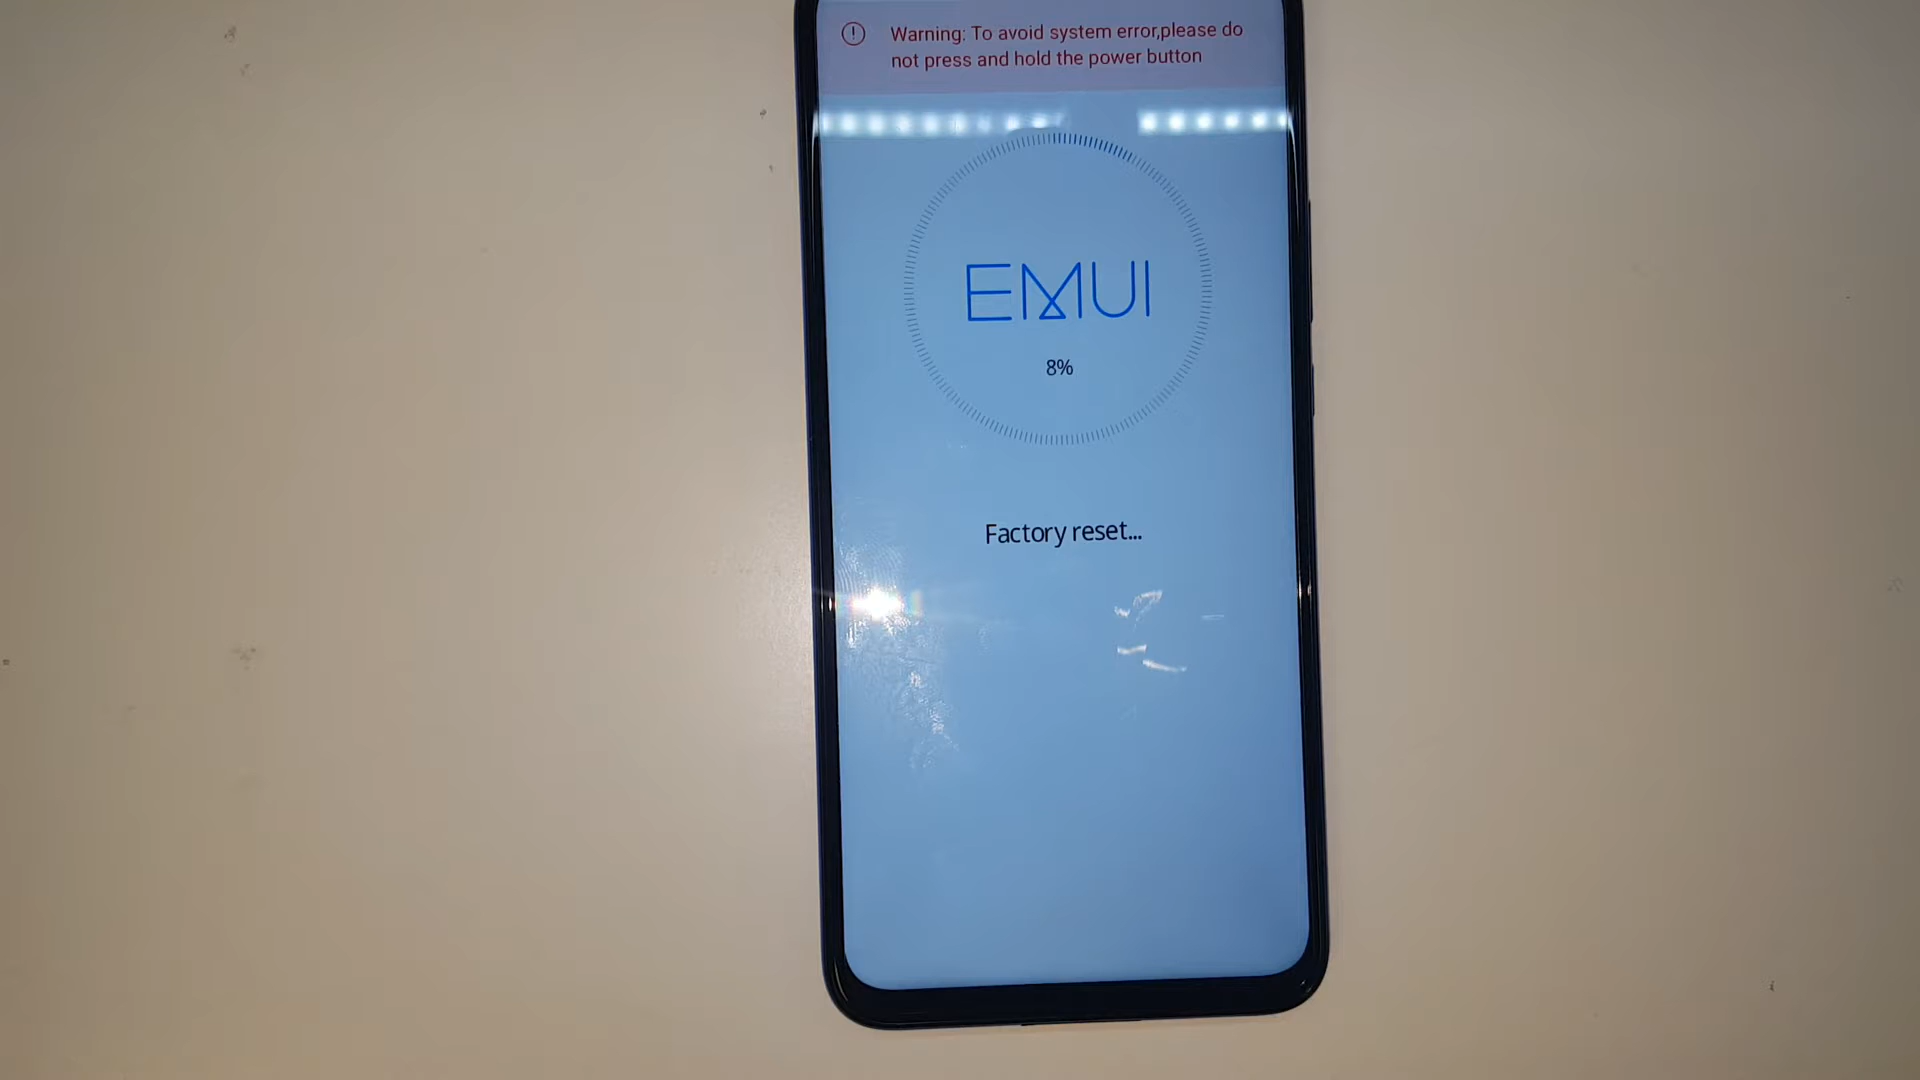 Warning: To avoid system error,please do
not press and hold the power button
EMUI
8%
Factory reset...